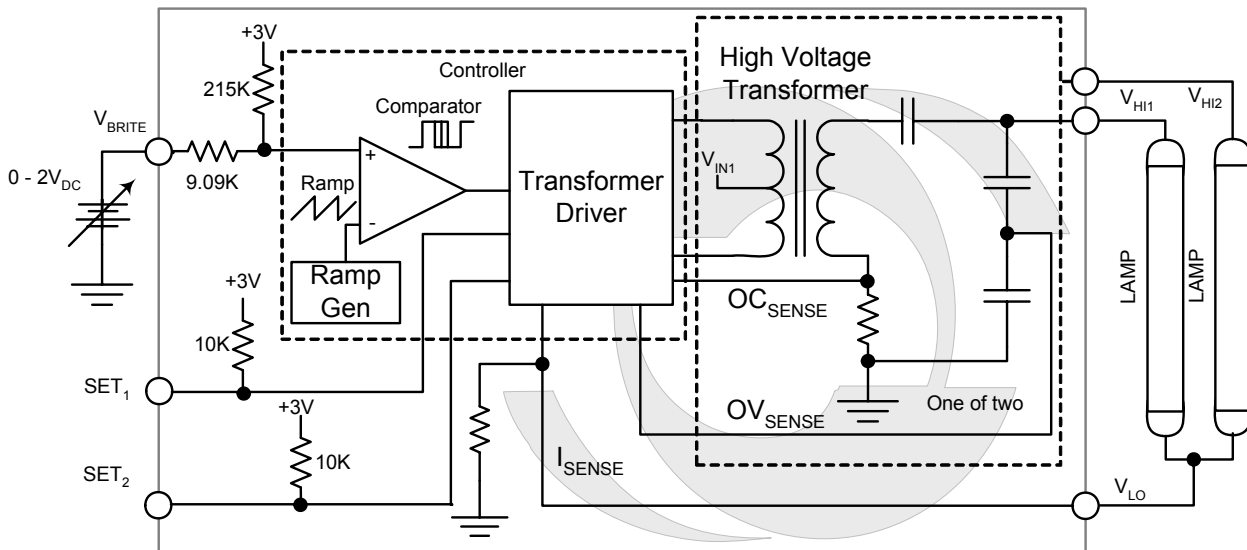 +3V
215K
Controller
High Voltage
Transformer
Comparator
V_BRITE
9.09K
0 - 2V_DC
Ramp
+
-
Ramp
Gen
Transformer
Driver
V_IN1
V_HI1
V_HI2
LAMP
LAMP
+3V
10K
SET_1
+3V
10K
SET_2
OC_SENSE
OV_SENSE
One of two
I_SENSE
V_LO